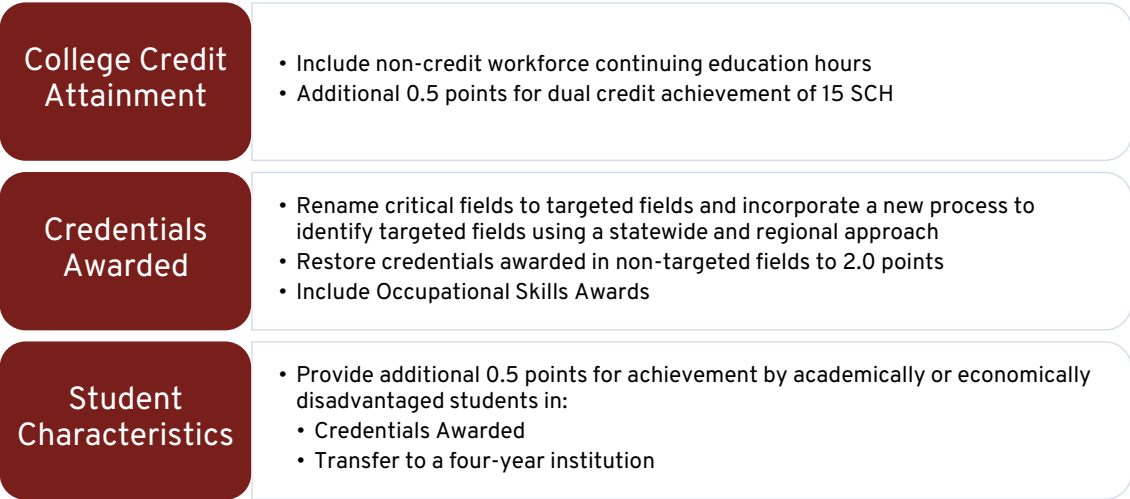 College Credit
Attainment
• Include non-credit workforce continuing education hours
• Additional 0.5 points for dual credit achievement of 15 SCH
Credentials
Awarded
• Rename critical fields to targeted fields and incorporate a new process to
identify targeted fields using a statewide and regional approach
• Restore credentials awarded in non-targeted fields to 2.0 points
• Include Occupational Skills Awards
Student
Characteristics
• Provide additional 0.5 points for achievement by academically or economically
disadvantaged students in:
• Credentials Awarded
• Transfer to a four-year institution